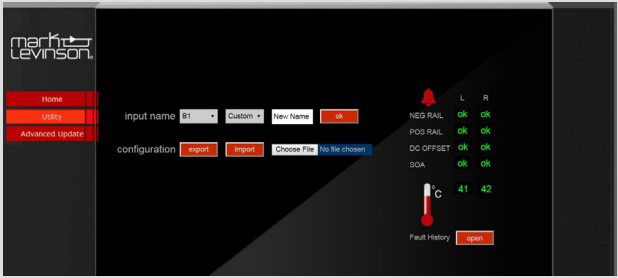 mark
Levinson®
Home
Utility
Advanced Update
input name B1 Custom New Name ok
configuration export import Choose File No file chosen
L R
NEG RAIL ok ok
POS RAIL ok ok
DC OFFSET ok ok
SOA ok ok
°C 41 42
Fault History open